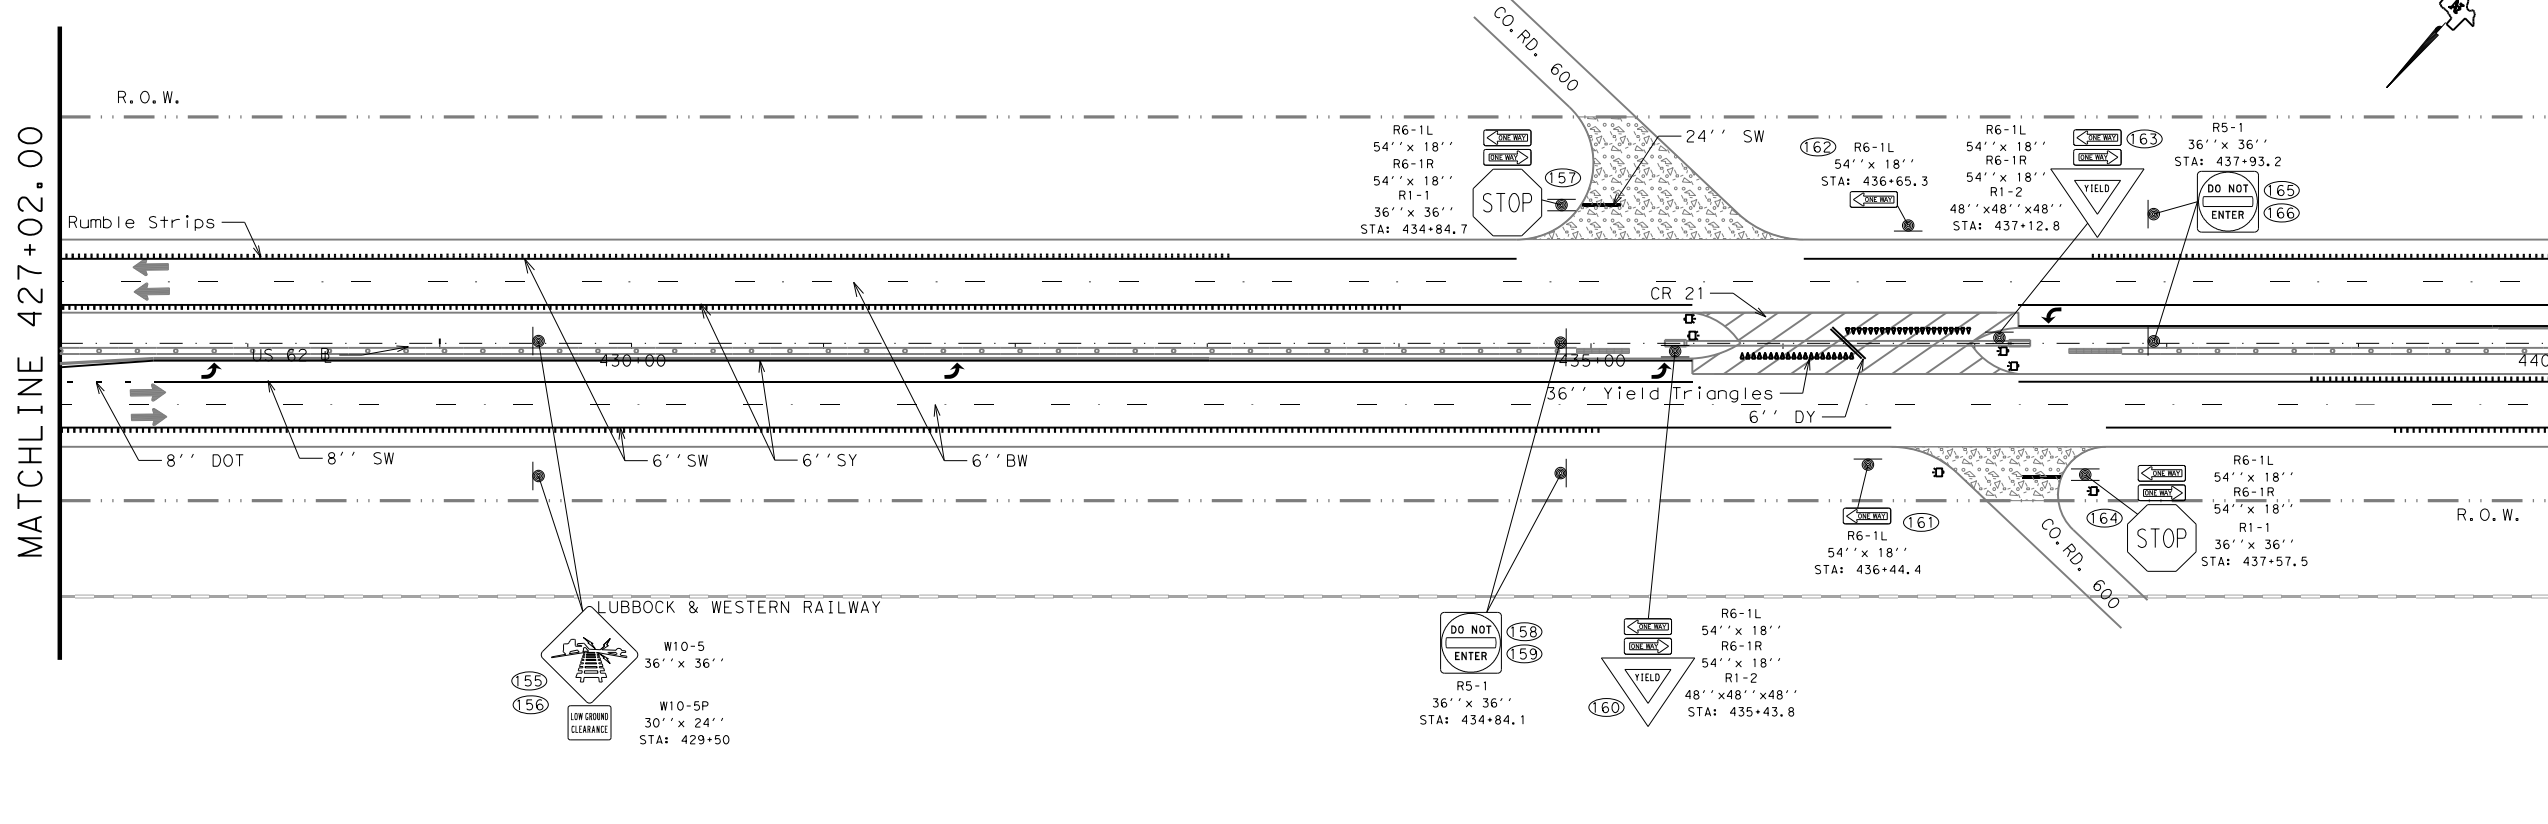 MATCHLINE 427+02.00
R.O.W.
Rumble Strips
US 62 BL
430+00
8'' DOT
8'' SW
6''SW
6''SY
6''BW
LUBBOCK & WESTERN RAILWAY
155
156
W10-5
36''x 36''
LOW GROUND
CLEARANCE
W10-5P
30''x 24''
STA: 429+50
CO.RD. 600
R6-1L
54''x 18''
R6-1R
54''x 18''
R1-1
36''x 36''
STA: 434+84.7
ONE WAY
ONE WAY
STOP
157
24'' SW
162
R6-1L
54''x 18''
STA: 436+65.3
ONE WAY
R6-1L
54''x 18''
R6-1R
54''x 18''
R1-2
48''x48''x48''
STA: 437+12.8
ONE WAY
ONE WAY
YIELD
163
R5-1
36''x 36''
STA: 437+93.2
DO NOT
ENTER
165
166
N
CR 21
435+00
440
36'' Yield Triangles
6'' DY
DO NOT
ENTER
158
159
R5-1
36''x 36''
STA: 434+84.1
ONE WAY
ONE WAY
YIELD
160
R6-1L
54''x 18''
R6-1R
54''x 18''
R1-2
48''x48''x48''
STA: 435+43.8
ONE WAY
161
R6-1L
54''x 18''
STA: 436+44.4
CO.RD. 600
164
ONE WAY
ONE WAY
STOP
R6-1L
54''x 18''
R6-1R
54''x 18''
R1-1
36''x 36''
STA: 437+57.5
R.O.W.